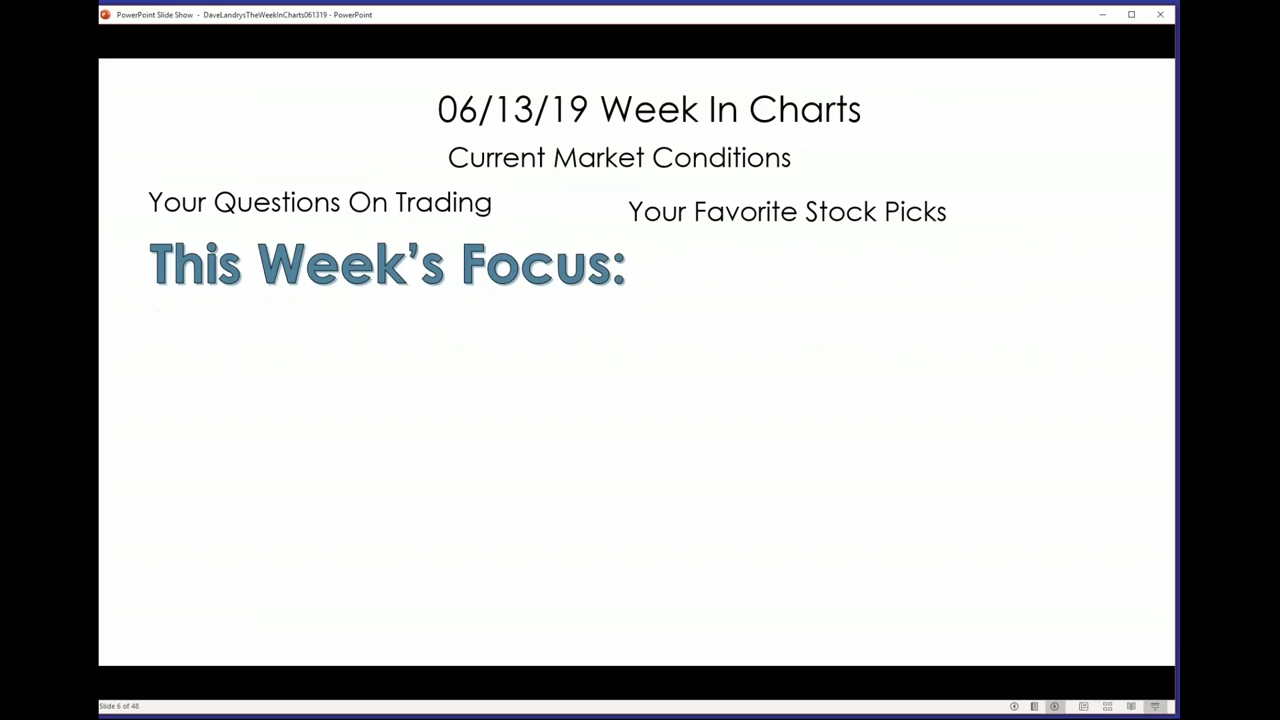 PowerPoint Slide Show - DaveLandrysTheWeekInCharts061319 - PowerPoint
06/13/19 Week In Charts
Current Market Conditions
Your Questions On Trading
Your Favorite Stock Picks
This Week's Focus:
Slide 6 of 48